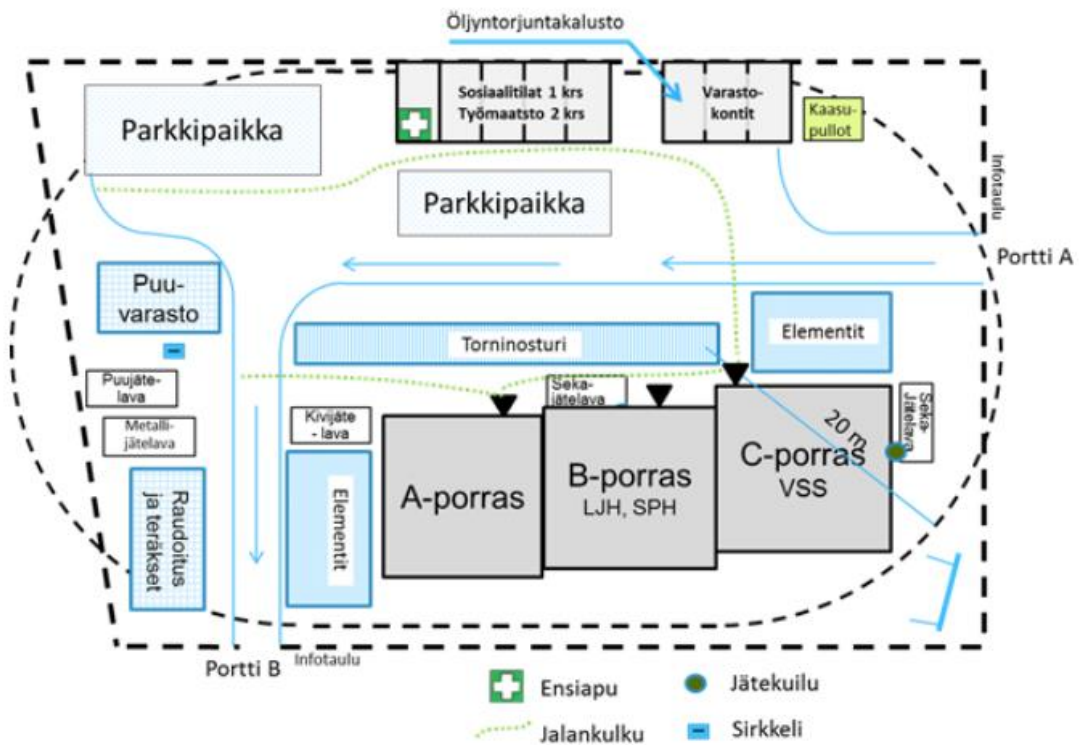 Öljyntorjuntakalusto
Sosiaalitilat 1 krs
Työmaatsto 2 krs
Varasto-
kontit
Kaasu-
pullot
Parkkipaikka
Parkkipaikka
Infotaulu
Portti A
Puu-
varasto
Torninosturi
Elementit
Puujäte-
lava
Metalli-
jätelava
Kivijäte
- lava
Seka-
jätelava
Seka-
Jätelava
20 m
A-porras
B-porras
LJH, SPH
C-porras
VSS
Raudoitus
ja teräkset
Elementit
Portti B
Infotaulu
Ensiapu
Jätekuilu
Jalankulku
Sirkkeli